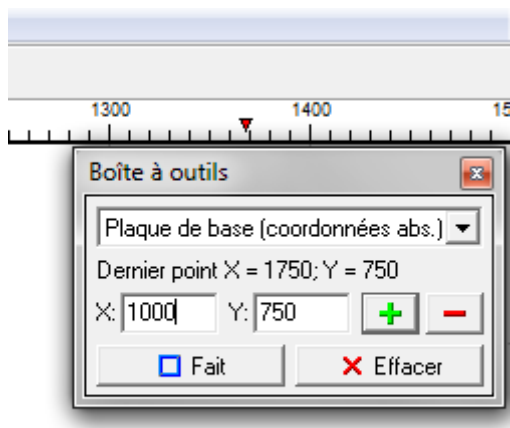 1300 1400 15
Boîte à outils
Plaque de base (coordonnées abs.)
Dernier point X = 1750; Y = 750
X: 1000 Y: 750
Fait Effacer